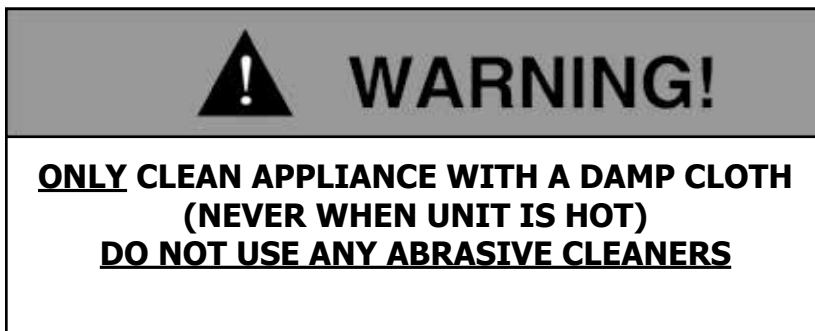 WARNING!
ONLY CLEAN APPLIANCE WITH A DAMP CLOTH
(NEVER WHEN UNIT IS HOT)
DO NOT USE ANY ABRASIVE CLEANERS